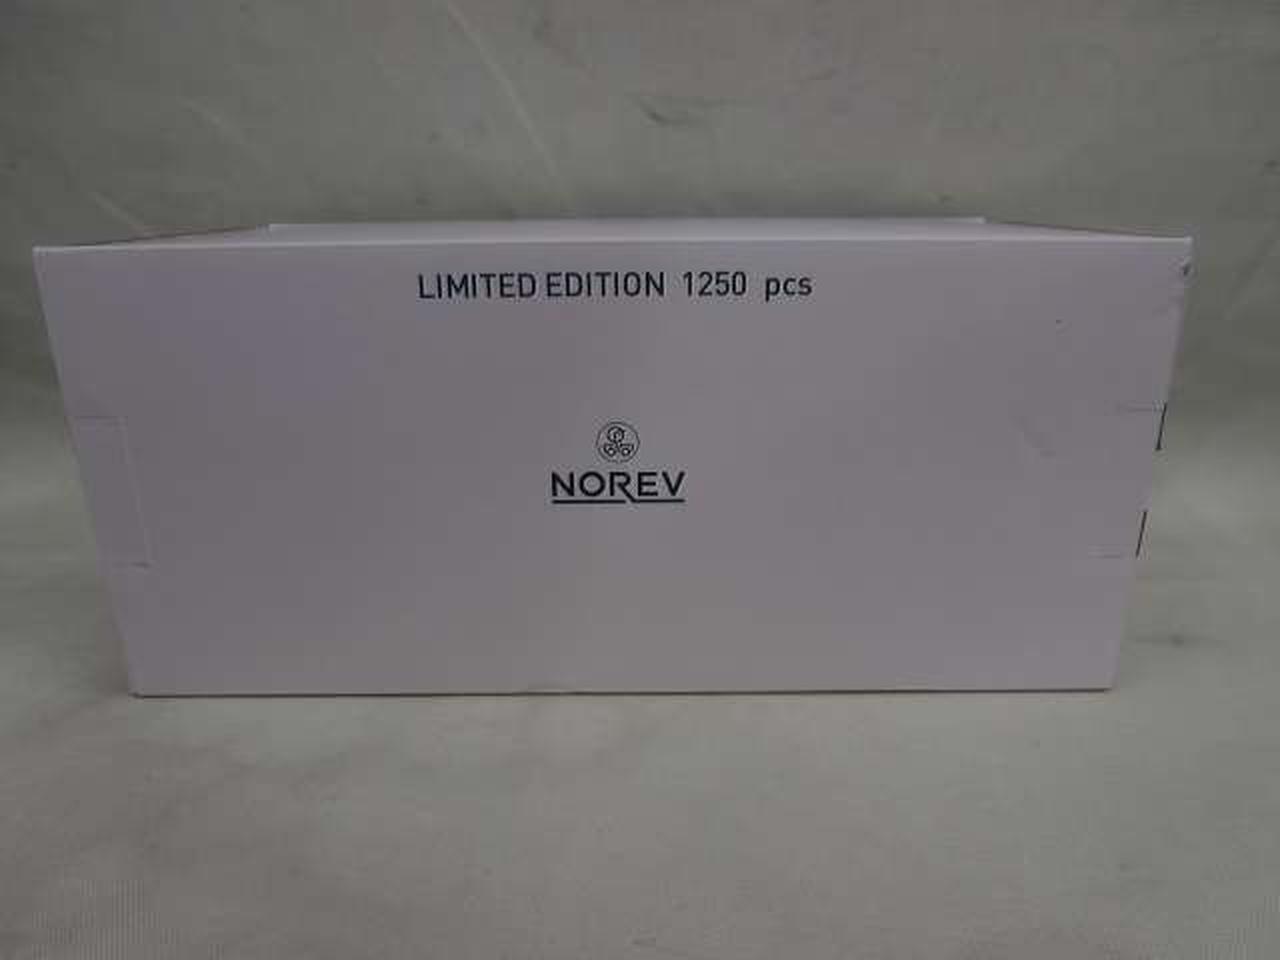 LIMITED EDITION 1250 pcs
NOREV